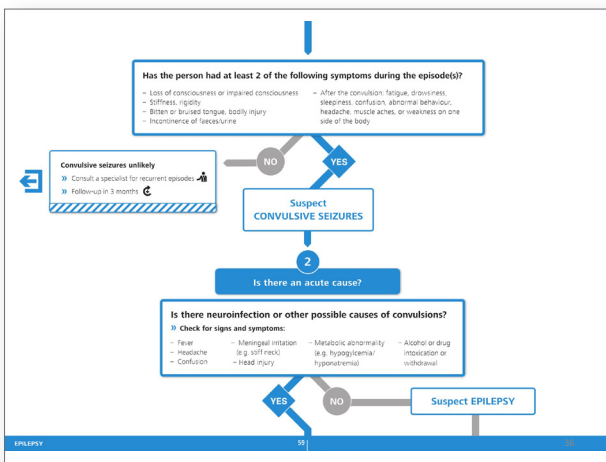 Has the person had at least 2 of the following symptoms during the episode(s)?
– Loss of consciousness or impaired consciousness
– Stiffness, rigidity
– Bitten or bruised tongue, bodily injury
– Incontinence of faeces/urine
– After the convulsion: fatigue, drowsiness,
sleepiness, confusion, abnormal behaviour,
headache, muscle aches, or weakness on one
side of the body
NO
YES
Convulsive seizures unlikely
» Consult a specialist for recurrent episodes
» Follow-up in 3 months
Suspect
CONVULSIVE SEIZURES
2
Is there an acute cause?
Is there neuroinfection or other possible causes of convulsions?
» Check for signs and symptoms:
– Fever
– Headache
– Confusion
– Meningeal irritation
(e.g. stiff neck)
– Head injury
– Metabolic abnormality
(e.g. hypoglycemia/
hyponatremia)
– Alcohol or drug
intoxication or
withdrawal
YES
NO
Suspect EPILEPSY
EPILEPSY
59
30